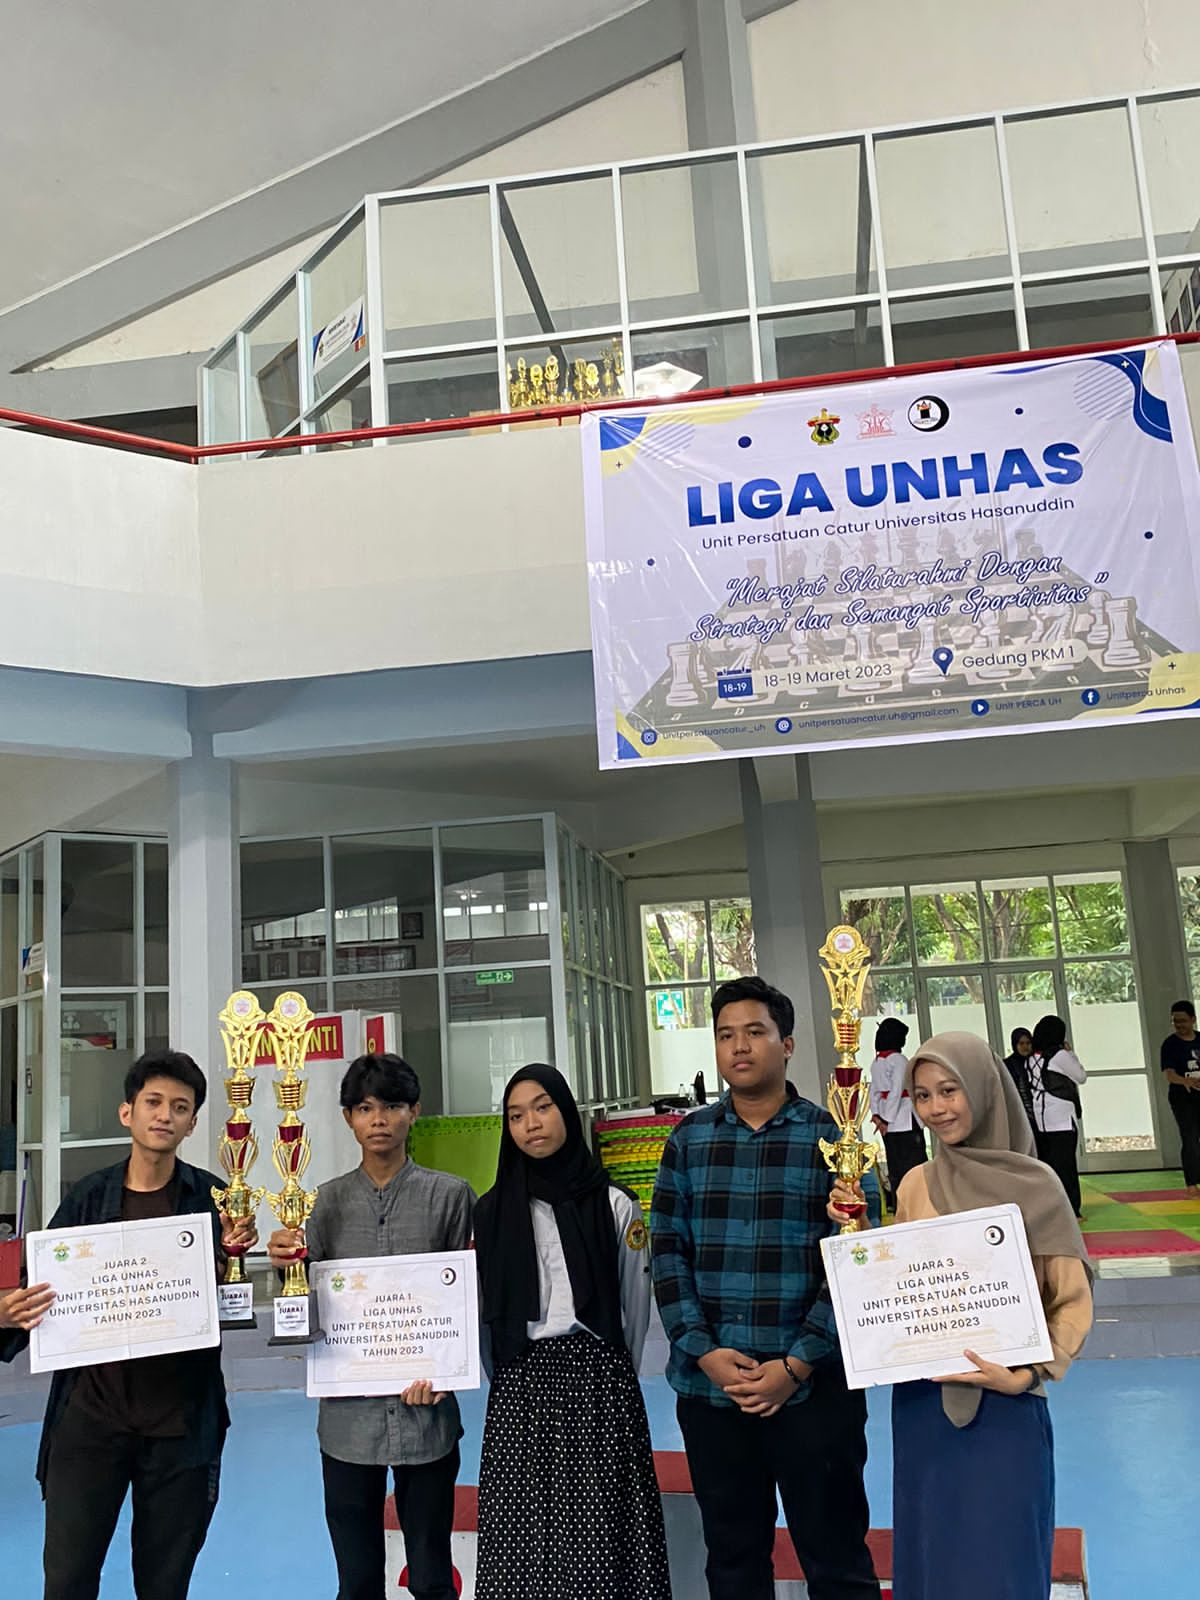 LIGA UNHAS
Unit Persatuan Catur Universitas Hasanuddin
"Merajut Silaturahmi Dengan
Strategi dan Semangat Sportivitas"
18-19
18-19 Maret 2023
Gedung PKM 1
unitpersatuancatur_uh
unitpersatuancatur.uh@gmail.com
Unit PERCA UH
unitperca Unhas
JUARA 2
LIGA UNHAS
UNIT PERSATUAN CATUR
UNIVERSITAS HASANUDDIN
TAHUN 2023
JUARA II
JUARA I
JUARA 1
LIGA UNHAS
UNIT PERSATUAN CATUR
UNIVERSITAS HASANUDDIN
TAHUN 2023
JUARA 3
LIGA UNHAS
UNIT PERSATUAN CATUR
UNIVERSITAS HASANUDDIN
TAHUN 2023